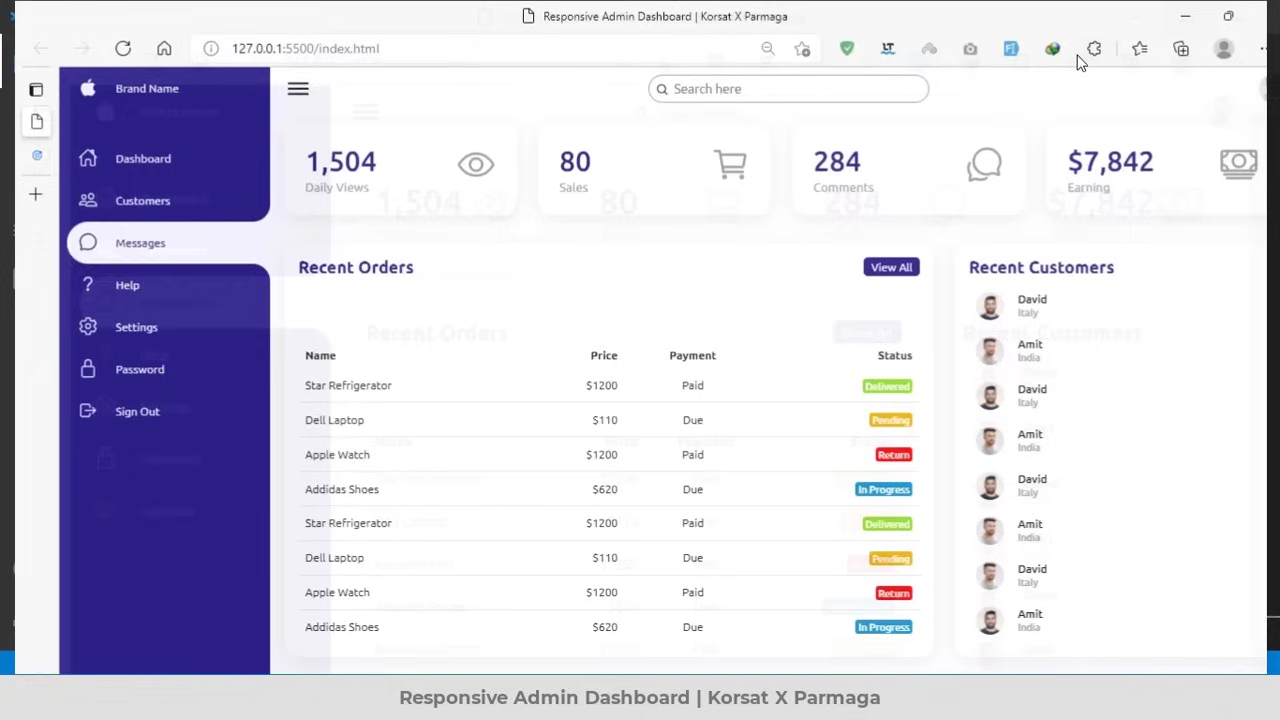 Responsive Admin Dashboard | Korsat X Parmaga
127.0.0.1:5500/index.html
LT
Brand Name
Search here
Dashboard
Customers
Messages
Help
Settings
Password
Sign Out
1,504
Daily Views
80
Sales
284
Comments
$7,842
Earning
Recent Orders
View All
Name Price Payment Status
Star Refrigerator $1200 Paid Delivered
Dell Laptop $110 Due Pending
Apple Watch $1200 Paid Return
Addidas Shoes $620 Due In Progress
Star Refrigerator $1200 Paid Delivered
Dell Laptop $110 Due Pending
Apple Watch $1200 Paid Return
Addidas Shoes $620 Due In Progress
Recent Customers
David
Italy
Amit
India
David
Italy
Amit
India
David
Italy
Amit
India
David
Italy
Amit
India
Responsive Admin Dashboard | Korsat X Parmaga